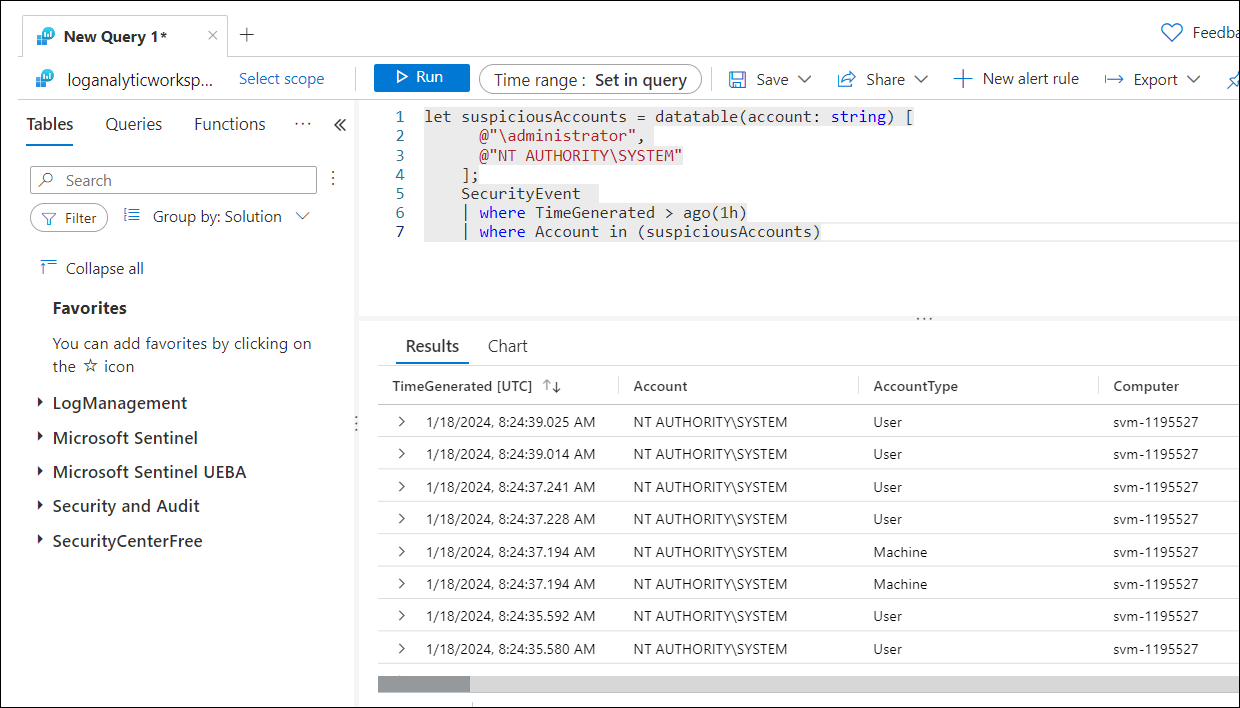 New Query 1*
Feedba
loganalyticworksp... Select scope Run Time range : Set in query Save Share New alert rule Export
Tables Queries Functions ...
Search
Filter Group by: Solution
Collapse all
Favorites
You can add favorites by clicking on
the ☆ icon
LogManagement
Microsoft Sentinel
Microsoft Sentinel UEBA
Security and Audit
SecurityCenterFree
1 let suspiciousAccounts = datatable(account: string) [
2 @"\administrator",
3 @"NT AUTHORITY\SYSTEM"
4 ];
5 SecurityEvent
6 | where TimeGenerated > ago(1h)
7 | where Account in (suspiciousAccounts)
Results Chart
TimeGenerated [UTC] Account AccountType Computer
1/18/2024, 8:24:39.025 AM NT AUTHORITY\SYSTEM User svm-1195527
1/18/2024, 8:24:39.014 AM NT AUTHORITY\SYSTEM User svm-1195527
1/18/2024, 8:24:37.241 AM NT AUTHORITY\SYSTEM User svm-1195527
1/18/2024, 8:24:37.228 AM NT AUTHORITY\SYSTEM User svm-1195527
1/18/2024, 8:24:37.194 AM NT AUTHORITY\SYSTEM Machine svm-1195527
1/18/2024, 8:24:37.194 AM NT AUTHORITY\SYSTEM Machine svm-1195527
1/18/2024, 8:24:35.592 AM NT AUTHORITY\SYSTEM User svm-1195527
1/18/2024, 8:24:35.580 AM NT AUTHORITY\SYSTEM User svm-1195527